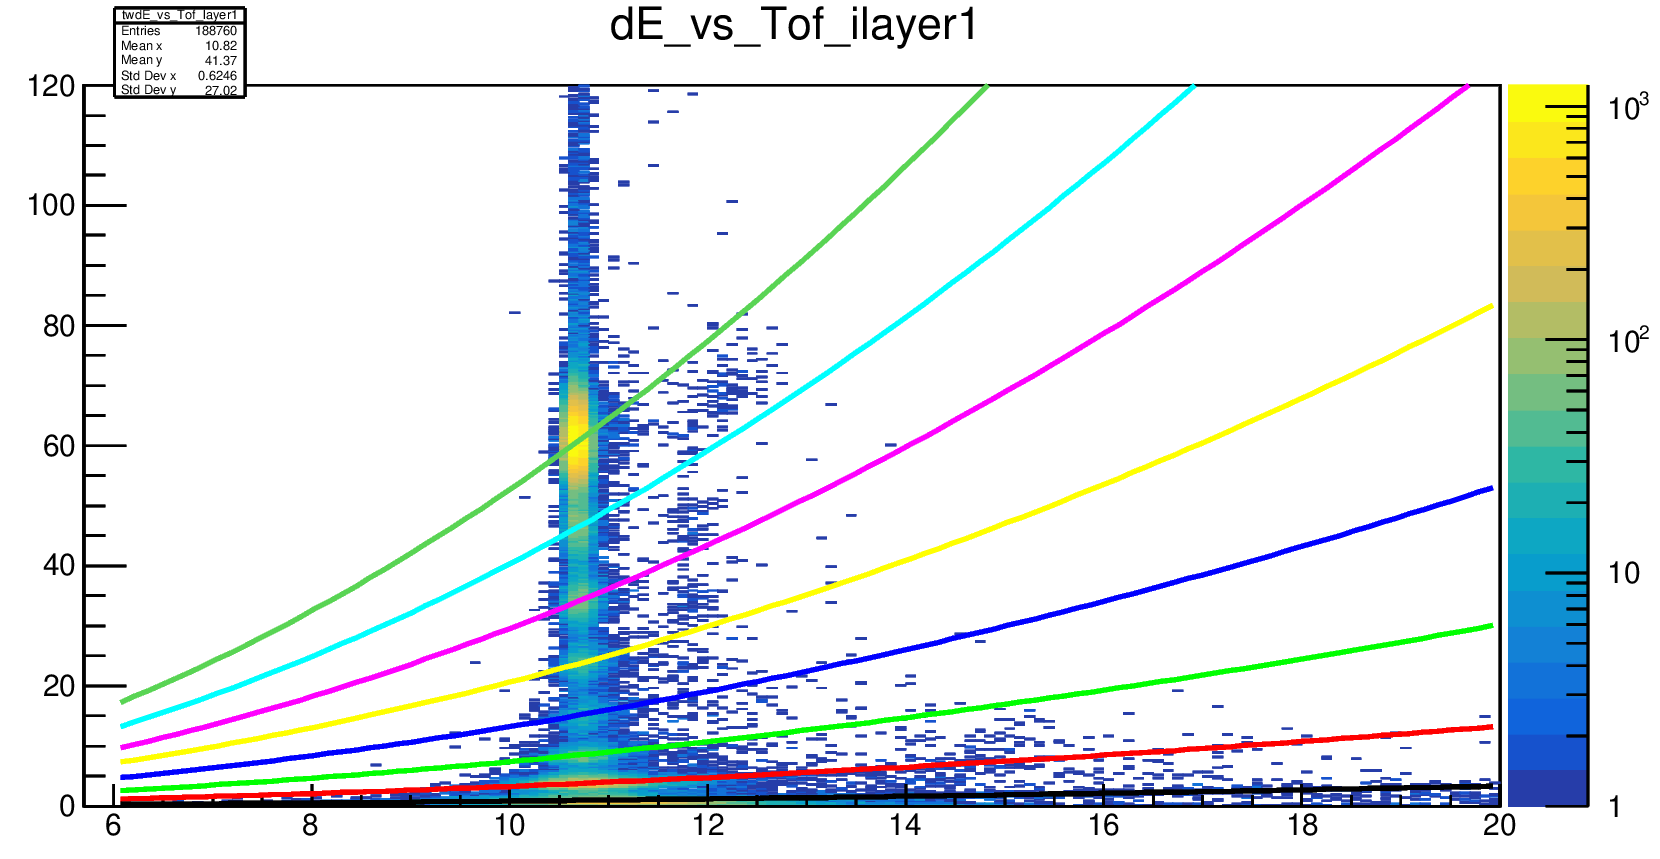 dE_vs_Tof_ilayer1
twdE_vs_Tof_layer1
Entries 188760
Mean x 10.82
Mean y 41.37
Std Dev x 0.6246
Std Dev y 27.02
120
100
80
60
40
20
0
6 8 10 12 14 16 18 20
10³
10²
10
1